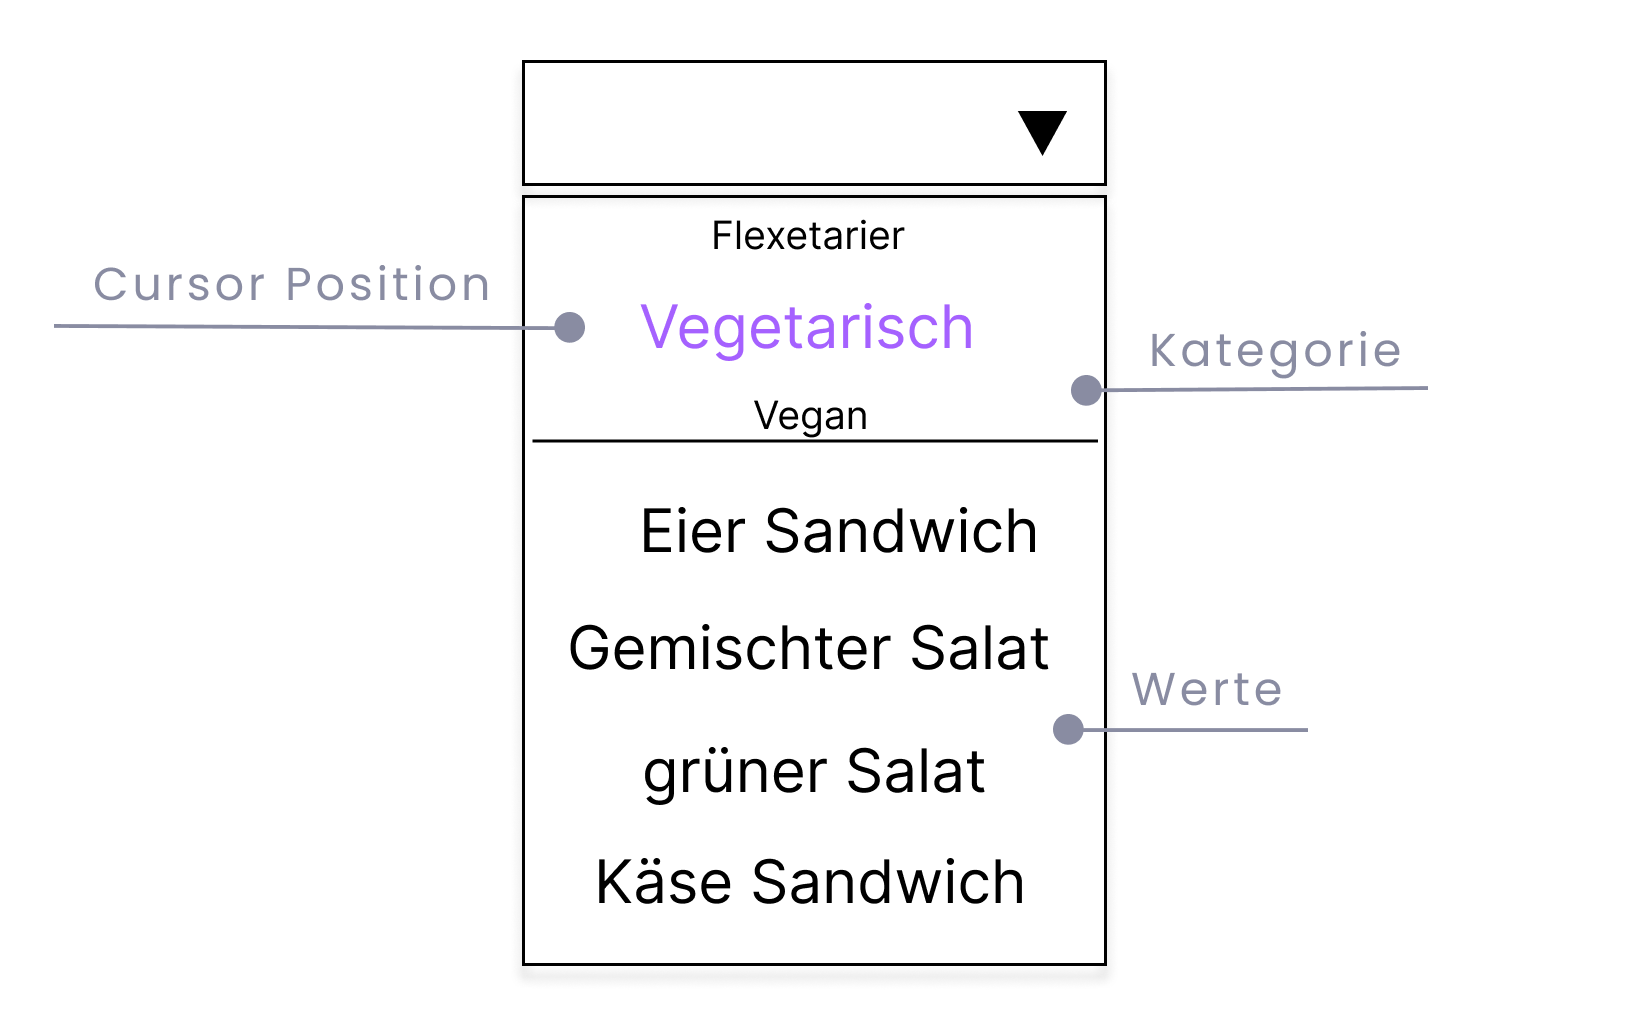 Flexetarier
Cursor Position
Vegetarisch
Kategorie
Vegan
Eier Sandwich
Gemischter Salat
Werte
grüner Salat
Käse Sandwich